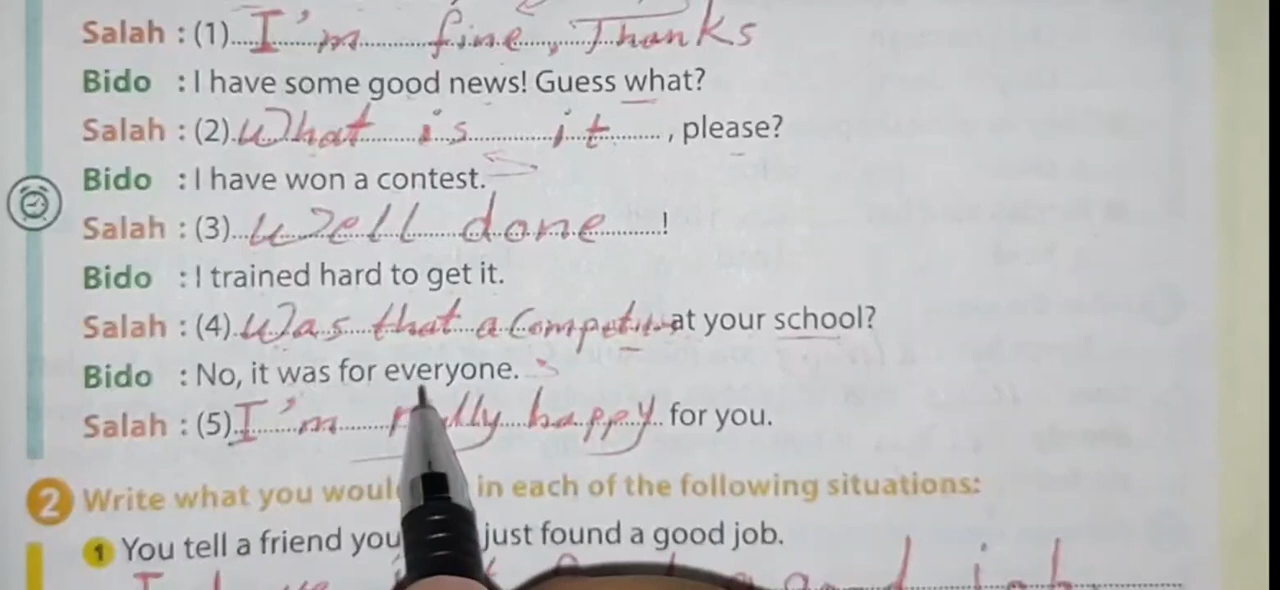 Salah : (1) I'm fine, Thanks
Bido : I have some good news! Guess what?
Salah : (2) What is it , please?
Bido : I have won a contest.
Salah : (3) Well done !
Bido : I trained hard to get it.
Salah : (4) Was that a at your school?
Bido : No, it was for everyone.
Salah : (5) I'm really happy for you.
2 Write what you would in each of the following situations:
1 You tell a friend you just found a good job.
a good job